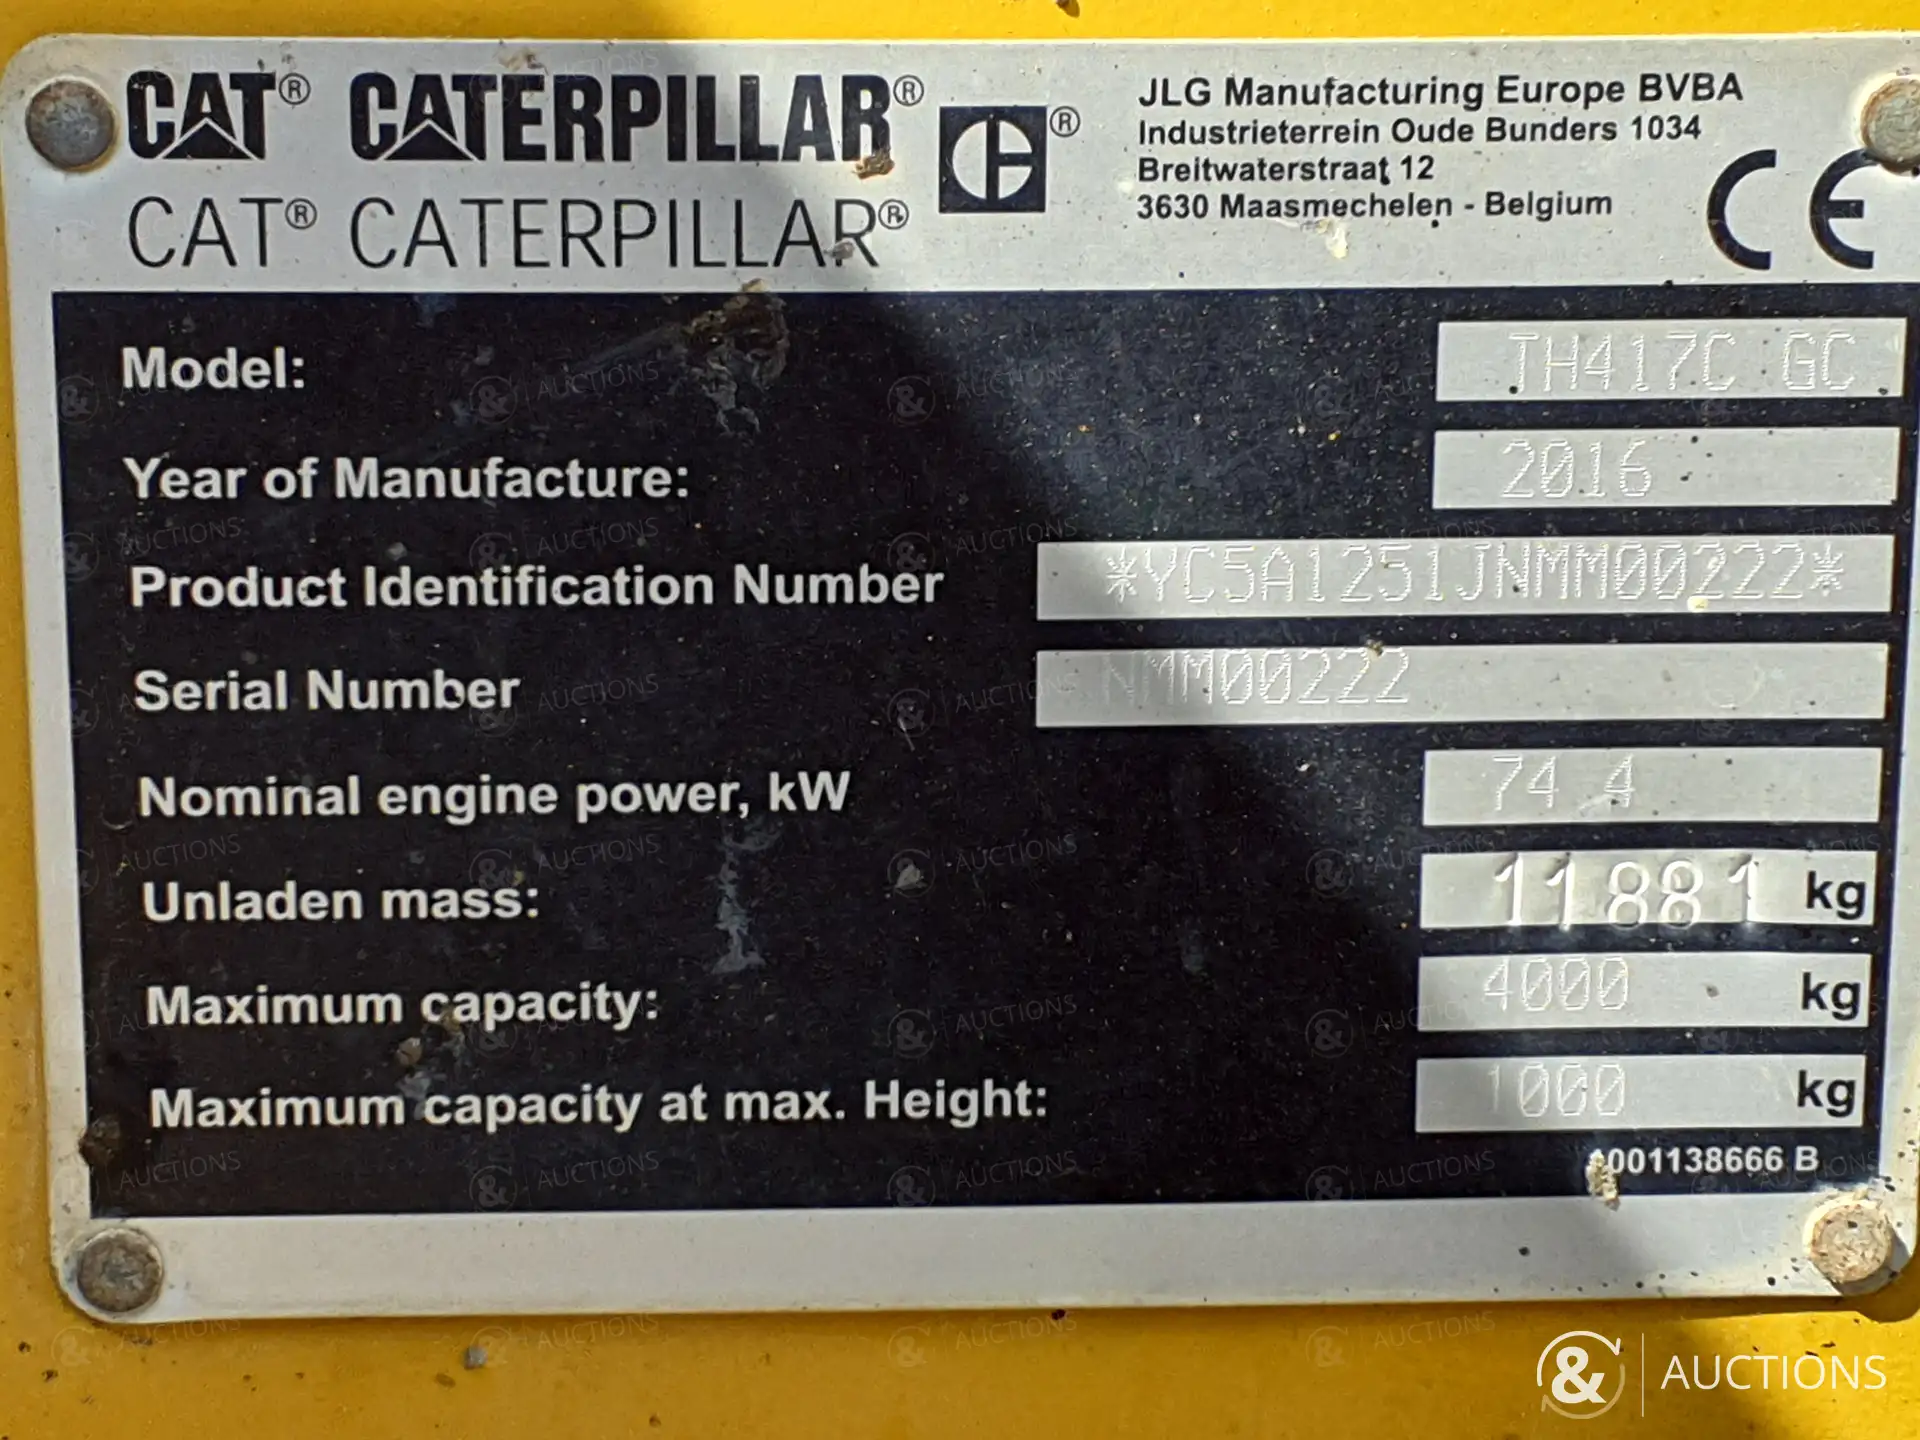 CAT® CATERPILLAR® ®
CAT® CATERPILLAR®
JLG Manufacturing Europe BVBA
Industrieterrein Oude Bunders 1034
Breitwaterstraat 12
3630 Maasmechelen - Belgium
CE
Model: TH417C GC
Year of Manufacture: 2016
Product Identification Number *YC5A1251JNMM00222*
Serial Number NMM00222
Nominal engine power, kW 74.4
Unladen mass: 11881 kg
Maximum capacity: 4000 kg
Maximum capacity at max. Height: 1000 kg
1001138666 B
& AUCTIONS